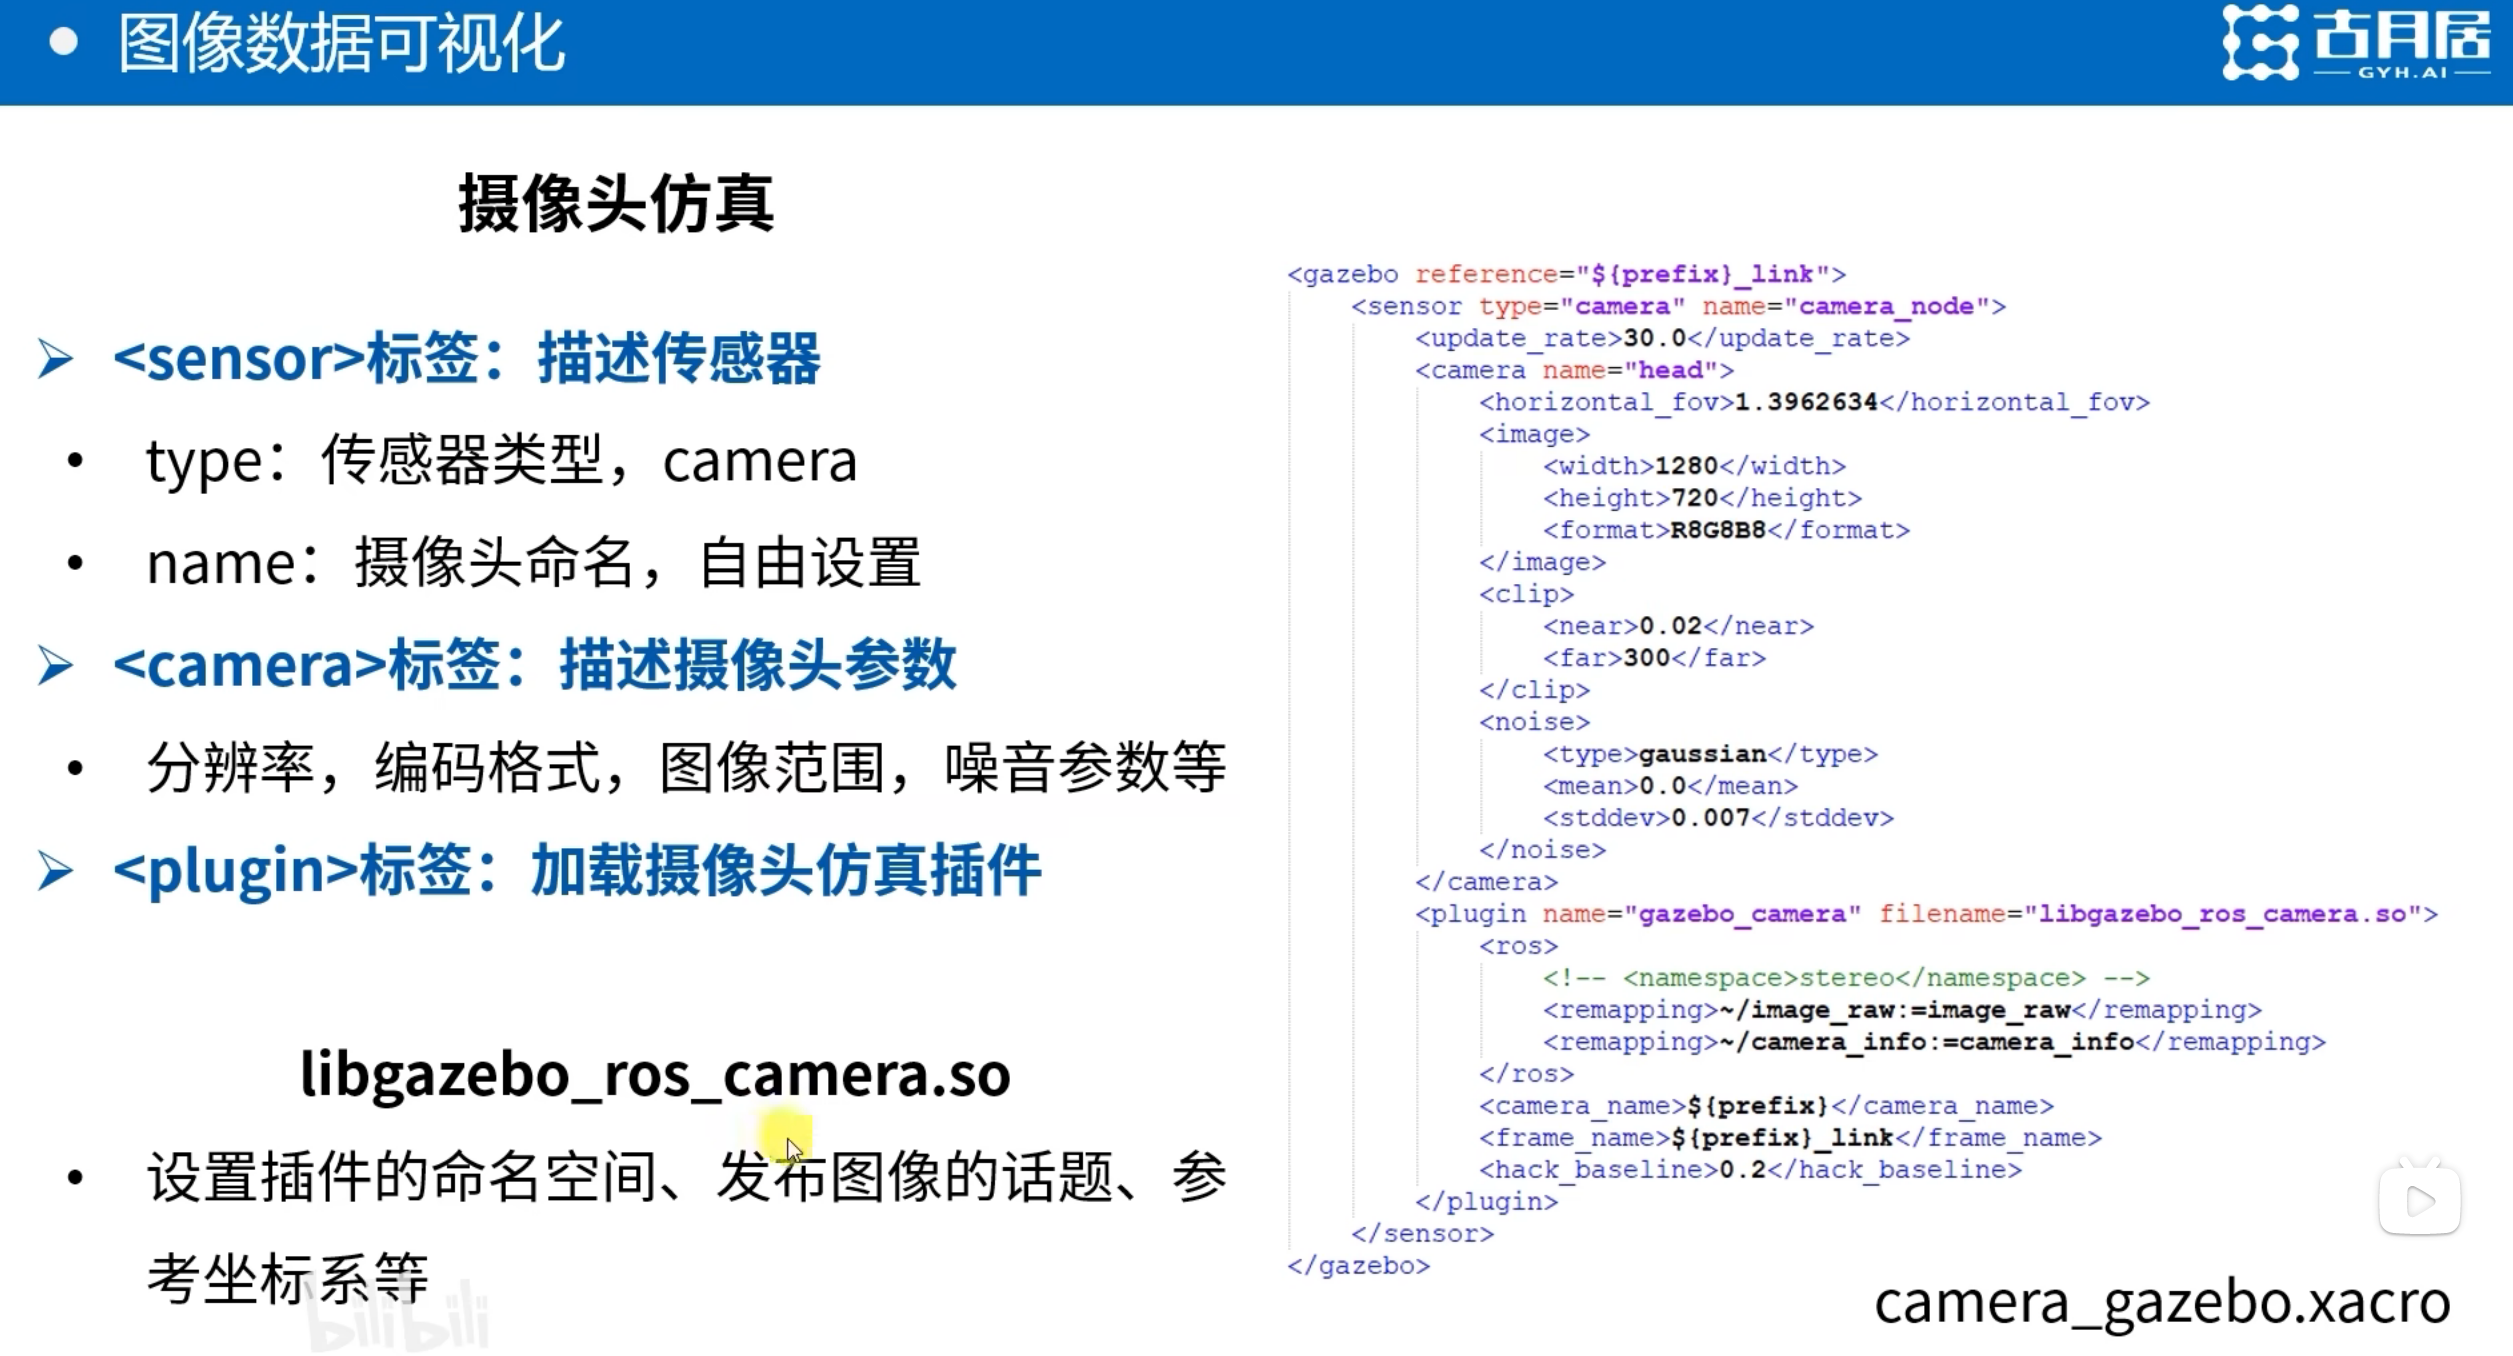 图像数据可视化
古月居
GYH.AI
摄像头仿真
<sensor>标签：描述传感器
• type：传感器类型，camera
• name：摄像头命名，自由设置
<camera>标签：描述摄像头参数
• 分辨率，编码格式，图像范围，噪音参数等
<plugin>标签：加载摄像头仿真插件
libgazebo_ros_camera.so
• 设置插件的命名空间、发布图像的话题、参
考坐标系等
bilibili
<gazebo reference="${prefix}_link">
<sensor type="camera" name="camera_node">
<update_rate>30.0</update_rate>
<camera name="head">
<horizontal_fov>1.3962634</horizontal_fov>
<image>
<width>1280</width>
<height>720</height>
<format>R8G8B8</format>
</image>
<clip>
<near>0.02</near>
<far>300</far>
</clip>
<noise>
<type>gaussian</type>
<mean>0.0</mean>
<stddev>0.007</stddev>
</noise>
</camera>
<plugin name="gazebo_camera" filename="libgazebo_ros_camera.so">
<ros>
<!-- <namespace>stereo</namespace> -->
<remapping>~/image_raw:=image_raw</remapping>
<remapping>~/camera_info:=camera_info</remapping>
</ros>
<camera_name>${prefix}</camera_name>
<frame_name>${prefix}_link</frame_name>
<hack_baseline>0.2</hack_baseline>
</plugin>
</sensor>
</gazebo>
camera_gazebo.xacro